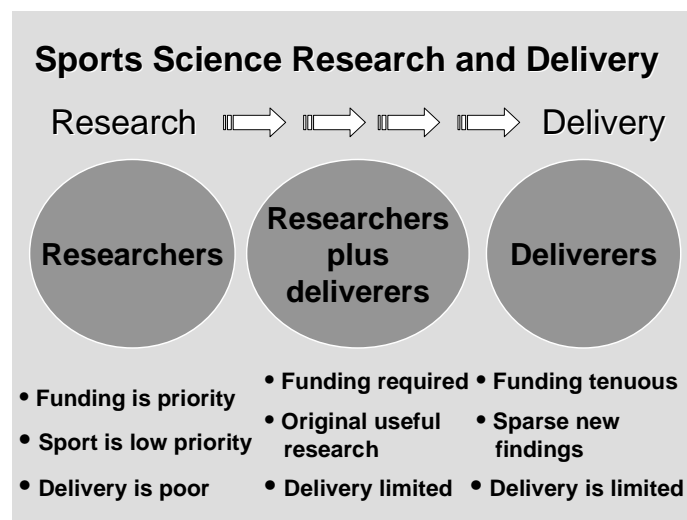 Sports Science Research and Delivery
Research Delivery
Researchers
Researchers
plus
deliverers
Deliverers
• Funding is priority
• Sport is low priority
• Delivery is poor
• Funding required
• Original useful
research
• Delivery limited
• Funding tenuous
• Sparse new
findings
• Delivery is limited